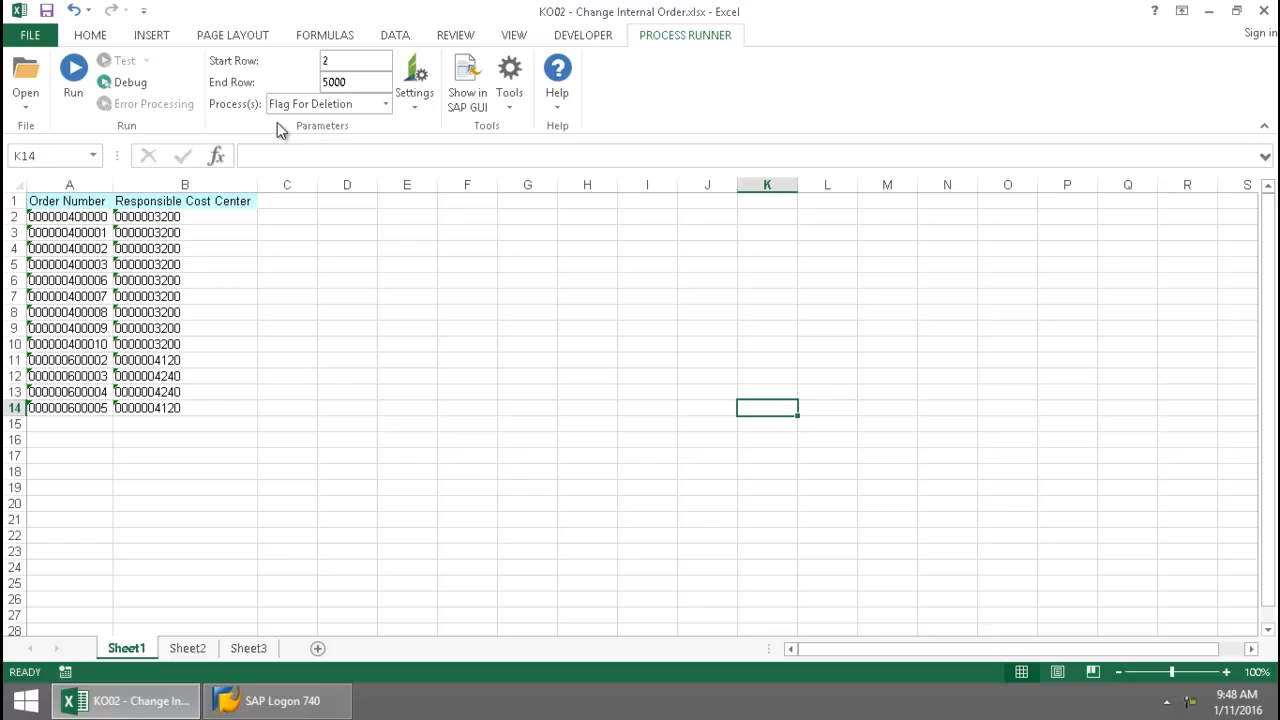 KO02 - Change Internal Order.xlsx - Excel
?
FILE HOME INSERT PAGE LAYOUT FORMULAS DATA REVIEW VIEW DEVELOPER PROCESS RUNNER Sign in
Open
File
Run
Test
Debug
Error Processing
Run
Start Row: 2
End Row: 5000
Process(s): Flag For Deletion
Parameters
Settings
Show in
SAP GUI
Tools
Tools
Help
Help
K14 fx
A B C D E F G H I J K L M N O P Q R S
1 Order Number Responsible Cost Center
2 000000400000 0000003200
3 000000400001 0000003200
4 000000400002 0000003200
5 000000400003 0000003200
6 000000400006 0000003200
7 000000400007 0000003200
8 000000400008 0000003200
9 000000400009 0000003200
10 000000400010 0000003200
11 000000600002 0000004120
12 000000600003 0000004240
13 000000600004 0000004240
14 000000600005 0000004120
15
16
17
18
19
20
21
22
23
24
25
26
27
28
Sheet1 Sheet2 Sheet3
READY 100%
KO02 - Change In... SAP Logon 740 9:48 AM
1/11/2016